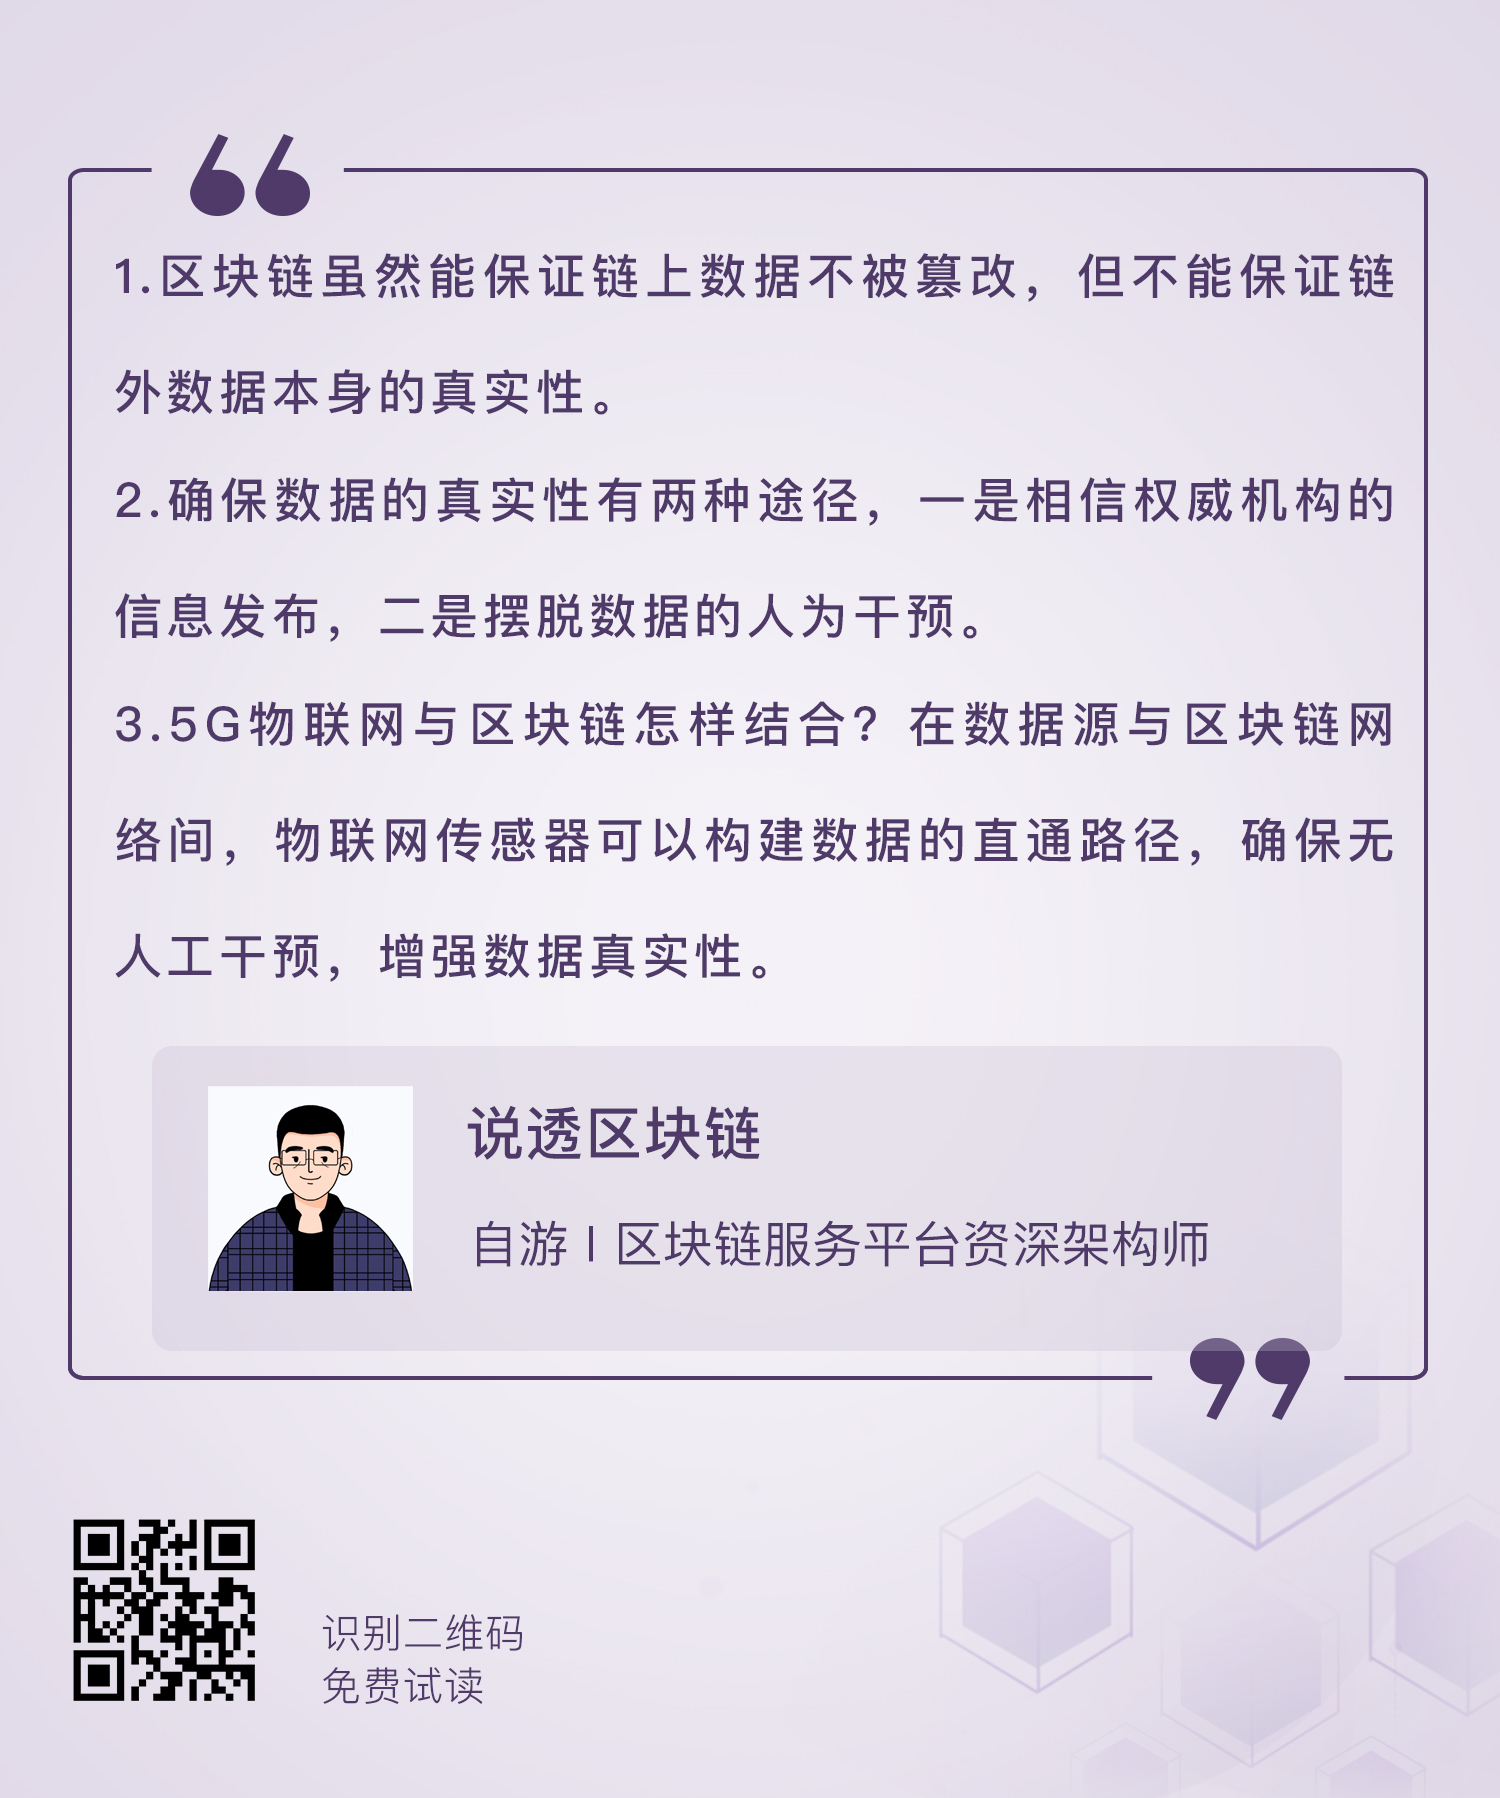 1.区块链虽然能保证链上数据不被篡改，但不能保证链
外数据本身的真实性。
2.确保数据的真实性有两种途径，一是相信权威机构的
信息发布，二是摆脱数据的人为干预。
3.5G物联网与区块链怎样结合？在数据源与区块链网
络间，物联网传感器可以构建数据的直通路径，确保无
人工干预，增强数据真实性。
说透区块链
自游 | 区块链服务平台资深架构师
识别二维码
免费试读